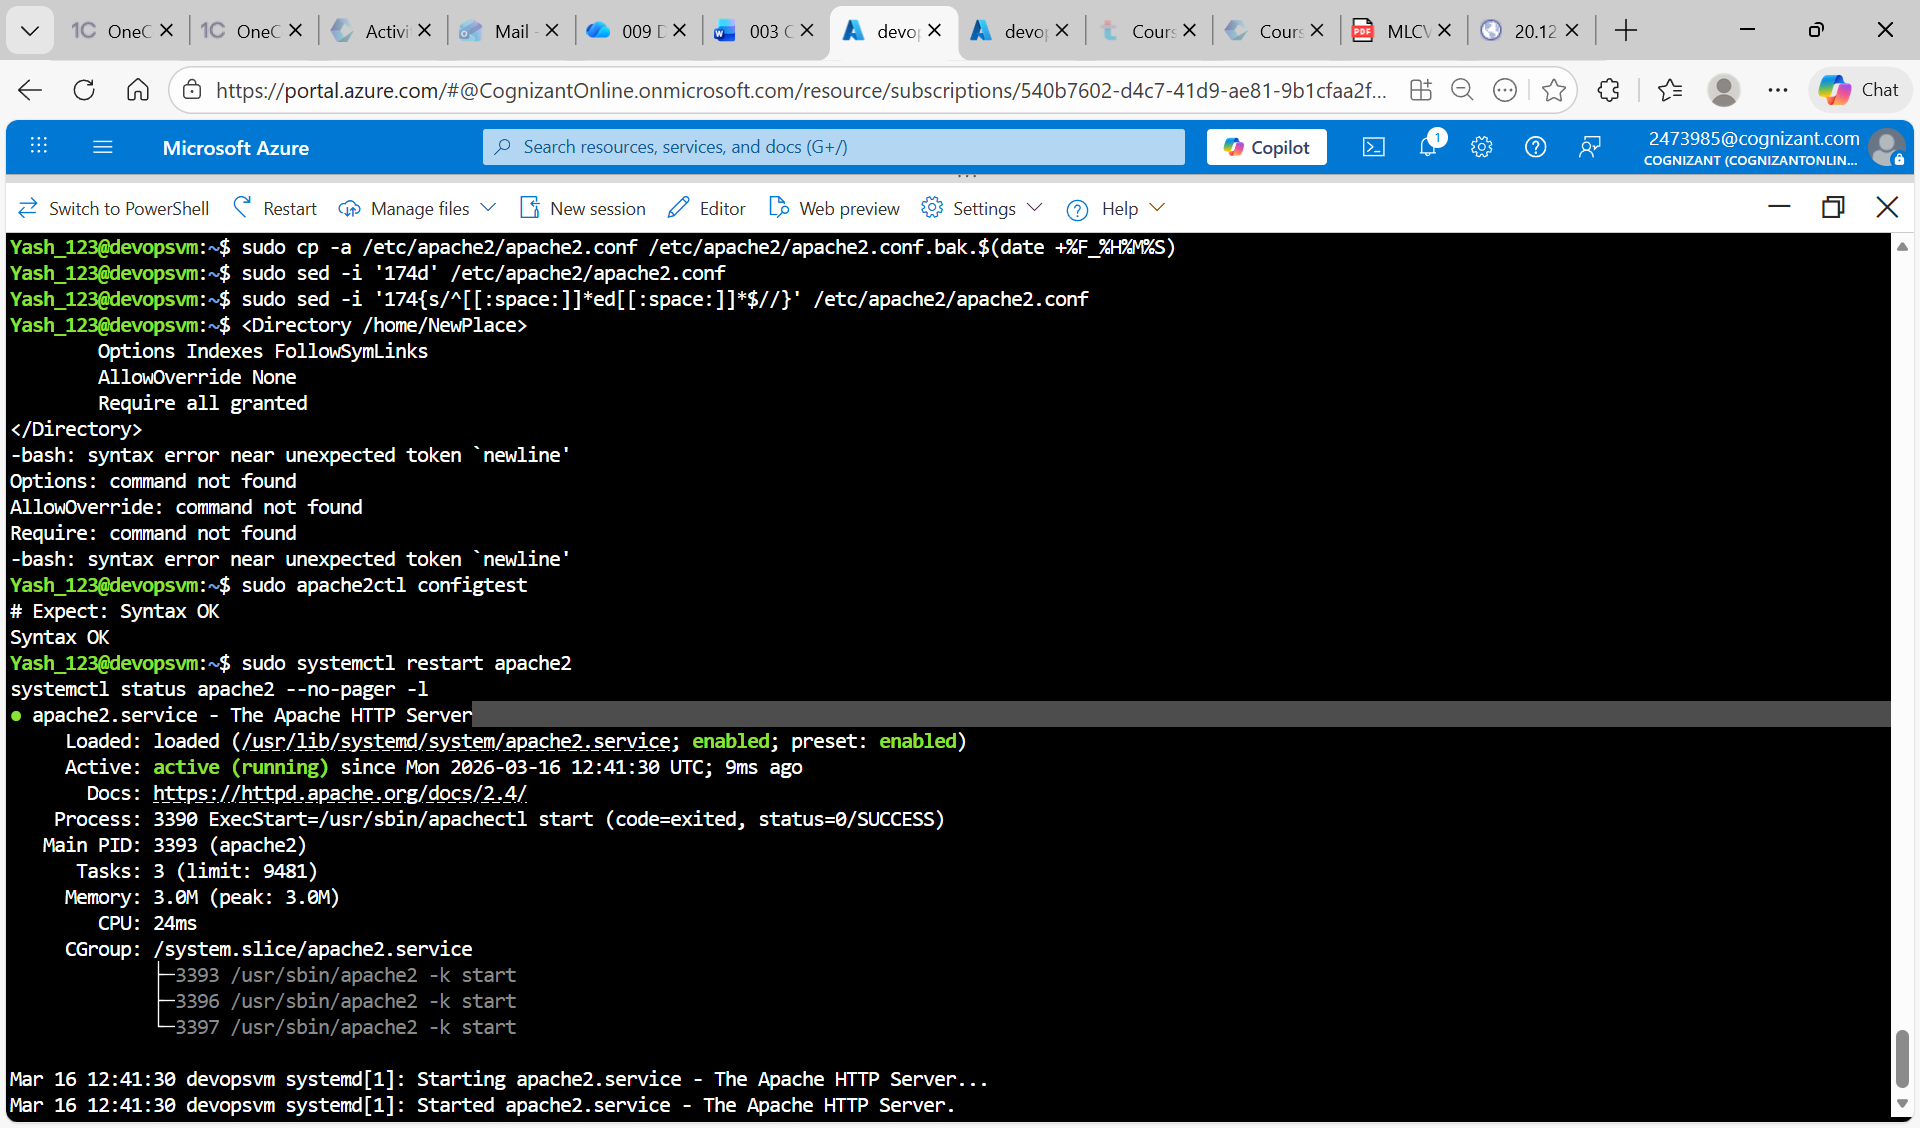 OneC
OneC
Activi
Mail -
009 D
003 C
devop
devop
Cours
Cours
PDF
MLCV
20.12
https://portal.azure.com/#@CognizantOnline.onmicrosoft.com/resource/subscriptions/540b7602-d4c7-41d9-ae81-9b1cfaa2f...
Chat
Microsoft Azure
Search resources, services, and docs (G+/)
Copilot
1
2473985@cognizant.com
COGNIZANT (COGNIZANTONLIN...
Switch to PowerShell
Restart
Manage files
New session
Editor
Web preview
Settings
Help
Yash_123@devopsvm:~$ sudo cp -a /etc/apache2/apache2.conf /etc/apache2/apache2.conf.bak.$(date +%F_%H%M%S)
Yash_123@devopsvm:~$ sudo sed -i '174d' /etc/apache2/apache2.conf
Yash_123@devopsvm:~$ sudo sed -i '174{s/^[[:space:]]*ed[[:space:]]*$//}' /etc/apache2/apache2.conf
Yash_123@devopsvm:~$ <Directory /home/NewPlace>
Options Indexes FollowSymLinks
AllowOverride None
Require all granted
</Directory>
-bash: syntax error near unexpected token `newline'
Options: command not found
AllowOverride: command not found
Require: command not found
-bash: syntax error near unexpected token `newline'
Yash_123@devopsvm:~$ sudo apache2ctl configtest
# Expect: Syntax OK
Syntax OK
Yash_123@devopsvm:~$ sudo systemctl restart apache2
systemctl status apache2 --no-pager -l
● apache2.service - The Apache HTTP Server
Loaded: loaded (/usr/lib/systemd/system/apache2.service; enabled; preset: enabled)
Active: active (running) since Mon 2026-03-16 12:41:30 UTC; 9ms ago
Docs: https://httpd.apache.org/docs/2.4/
Process: 3390 ExecStart=/usr/sbin/apachectl start (code=exited, status=0/SUCCESS)
Main PID: 3393 (apache2)
Tasks: 3 (limit: 9481)
Memory: 3.0M (peak: 3.0M)
CPU: 24ms
CGroup: /system.slice/apache2.service
├─3393 /usr/sbin/apache2 -k start
├─3396 /usr/sbin/apache2 -k start
└─3397 /usr/sbin/apache2 -k start
Mar 16 12:41:30 devopsvm systemd[1]: Starting apache2.service - The Apache HTTP Server...
Mar 16 12:41:30 devopsvm systemd[1]: Started apache2.service - The Apache HTTP Server.